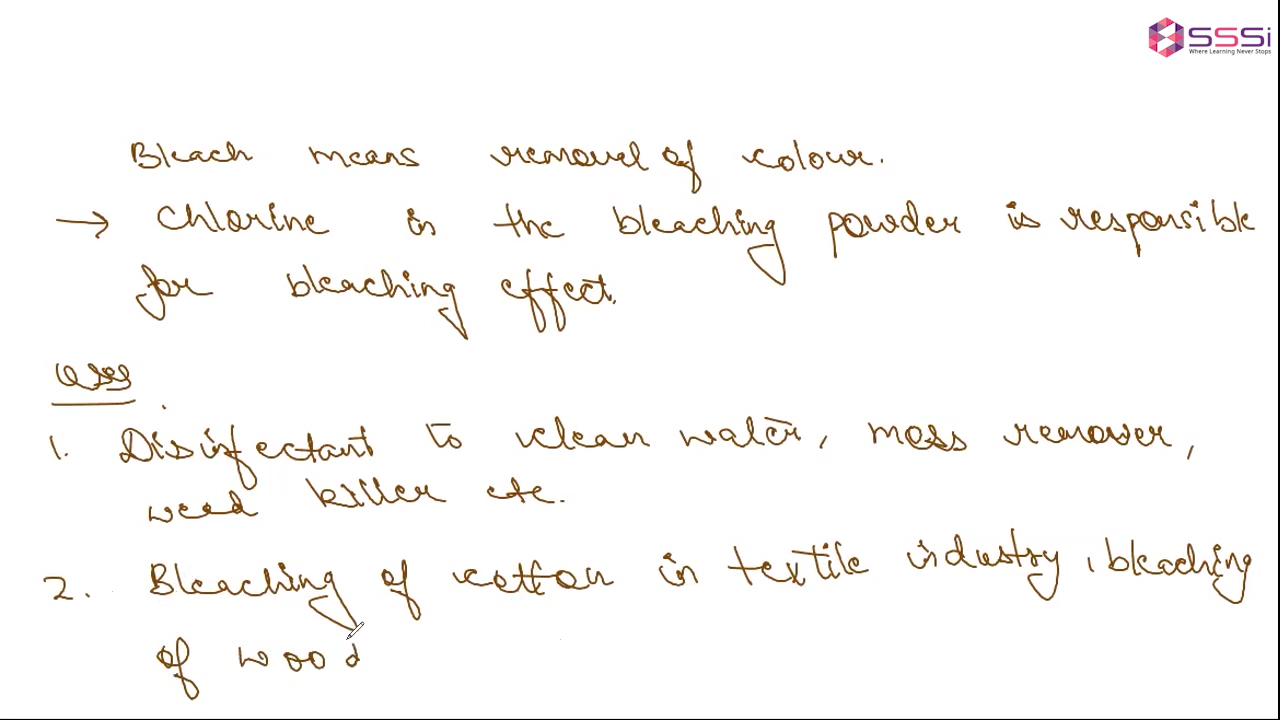 SSSi
Where Learning Never Stops
Bleach means removel of colour.
→ Chlorine in the bleaching powder is responsible
for bleaching effect.
Uses
1. Disinfectant to clean water, moss remover,
weed killer etc.
2. Bleaching of cotton in textile industry, bleaching
of wood